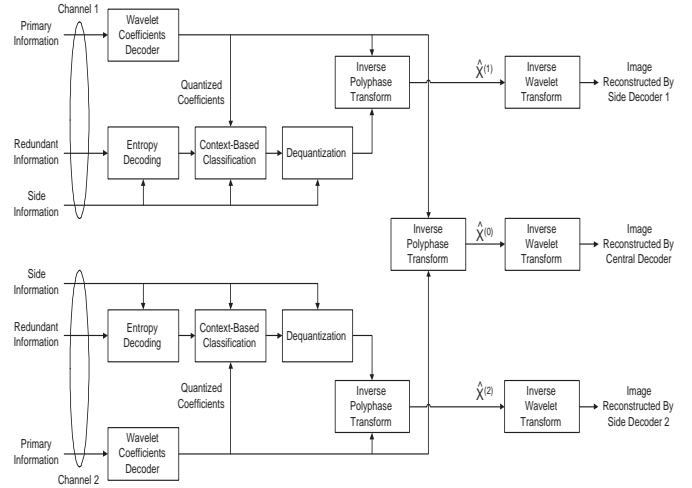 Channel 1
Primary
Information
Wavelet
Coefficients
Decoder
Quantized
Coefficients
Inverse
Polyphase
Transform
X̂(1)
Inverse
Wavelet
Transform
Image
Reconstructed By
Side Decoder 1
Redundant
Information
Entropy
Decoding
Context-Based
Classification
Dequantization
Side
Information
Inverse
Polyphase
Transform
X̂(0)
Inverse
Wavelet
Transform
Image
Reconstructed By
Central Decoder
Side
Information
Redundant
Information
Entropy
Decoding
Context-Based
Classification
Dequantization
Quantized
Coefficients
Inverse
Polyphase
Transform
X̂(2)
Inverse
Wavelet
Transform
Image
Reconstructed By
Side Decoder 2
Primary
Information
Wavelet
Coefficients
Decoder
Channel 2